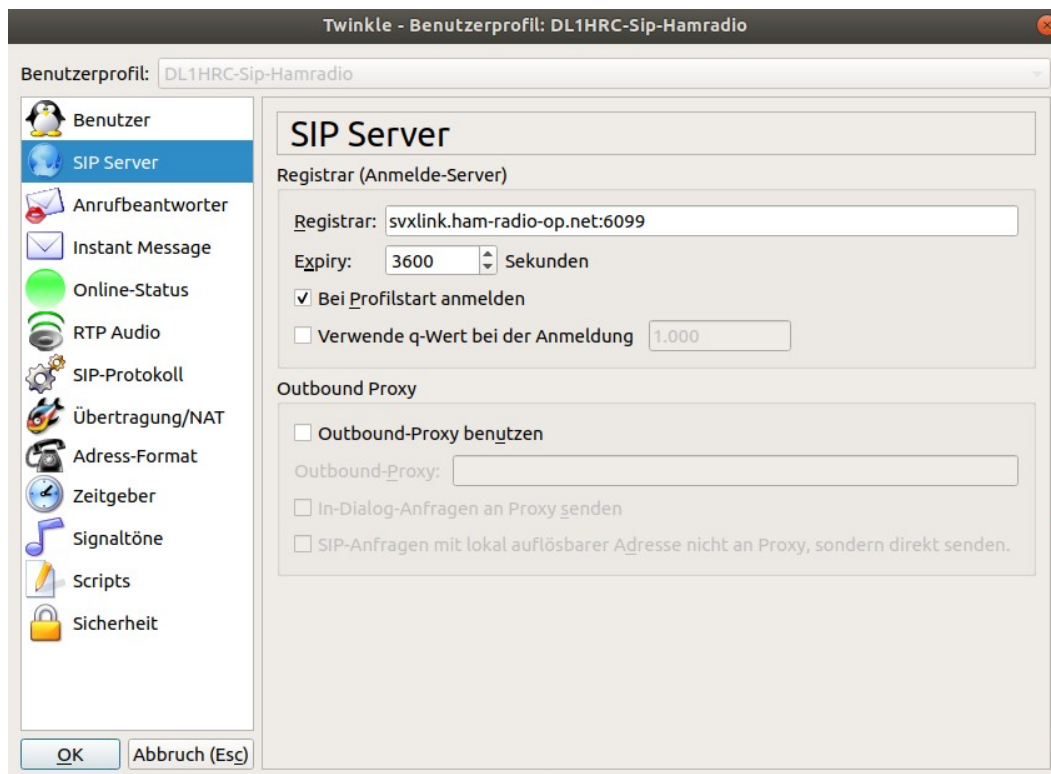 Twinkle - Benutzerprofil: DL1HRC-Sip-Hamradio
Benutzerprofil: DL1HRC-Sip-Hamradio
Benutzer
SIP Server
Anrufbeantworter
Instant Message
Online-Status
RTP Audio
SIP-Protokoll
Übertragung/NAT
Adress-Format
Zeitgeber
Signaltöne
Scripts
Sicherheit
OK Abbruch (Esc)
SIP Server
Registrar (Anmelde-Server)
Registrar: svxlink.ham-radio-op.net:6099
Expiry: 3600 Sekunden
Bei Profilstart anmelden
Verwende q-Wert bei der Anmeldung 1.000
Outbound Proxy
Outbound-Proxy benutzen
Outbound-Proxy:
In-Dialog-Anfragen an Proxy senden
SIP-Anfragen mit lokal auflösbarer Adresse nicht an Proxy, sondern direkt senden.